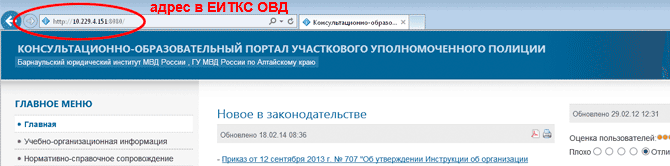 адрес в ЕИТКС ОВД
http://10.229.4.151:8080/
Консультационно-образо...
КОНСУЛЬТАЦИОННО-ОБРАЗОВАТЕЛЬНЫЙ ПОРТАЛ УЧАСТКОВОГО УПОЛНОМОЧЕННОГО ПОЛИЦИИ
Барнаульский юридический институт МВД России , ГУ МВД России по Алтайскому краю
ГЛАВНОЕ МЕНЮ
Главная
Учебно-организационная информация
Нормативно-справочное сопровождение
Новое в законодательстве
Обновлено 18.02.14 08:36
- Приказ от 12 сентября 2013 г. № 707 "Об утверждении Инструкции об организации
Обновлено 29.02.12 12:31
Оценка пользователей:
Плохо Отли